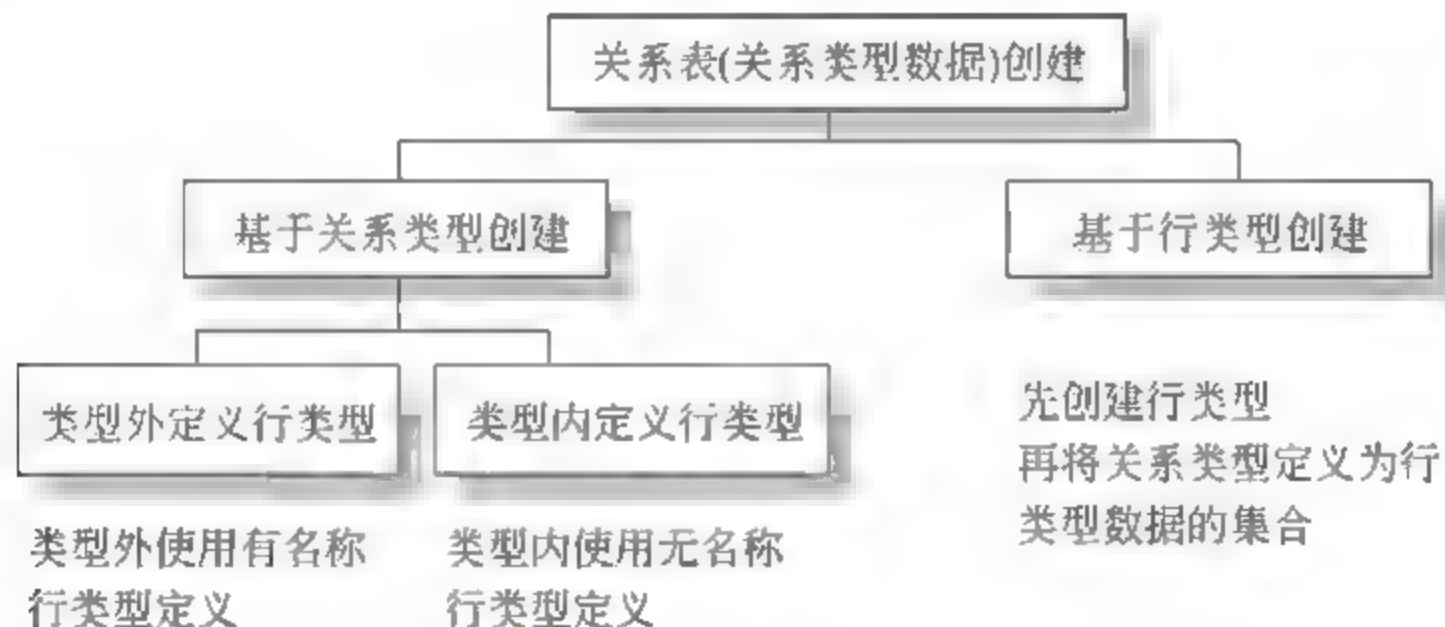 关系表(关系类型数据)创建
基于关系类型创建
基于行类型创建
类型外定义行类型
类型内定义行类型
先创建行类型
再将关系类型定义为行
类型数据的集合
类型外使用有名称
行类型定义
类型内使用无名称
行类型定义